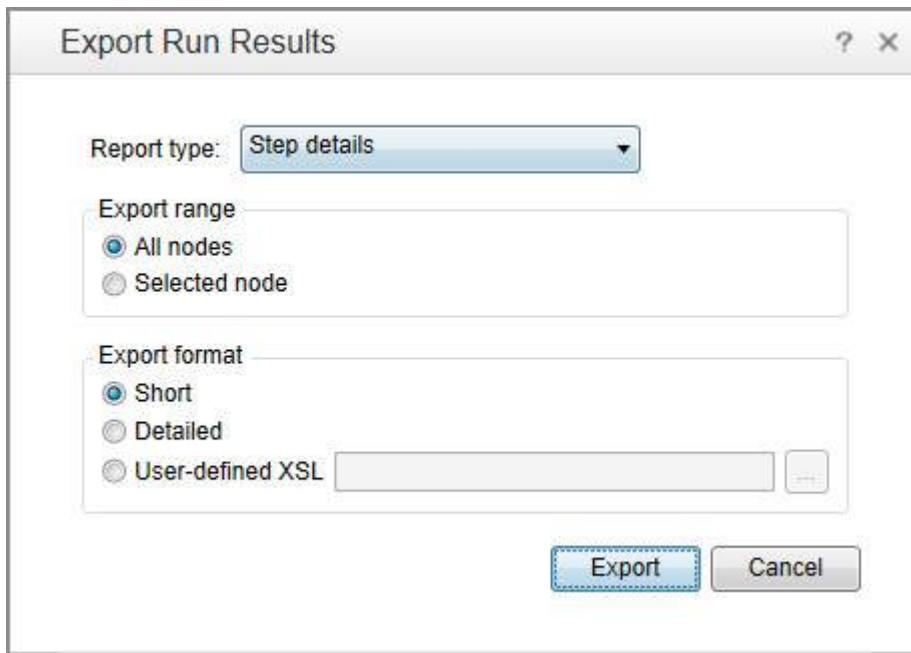 Export Run Results ?
Report type: Step details
Export range
All nodes
Selected node
Export format
Short
Detailed
User-defined XSL ...
Export Cancel